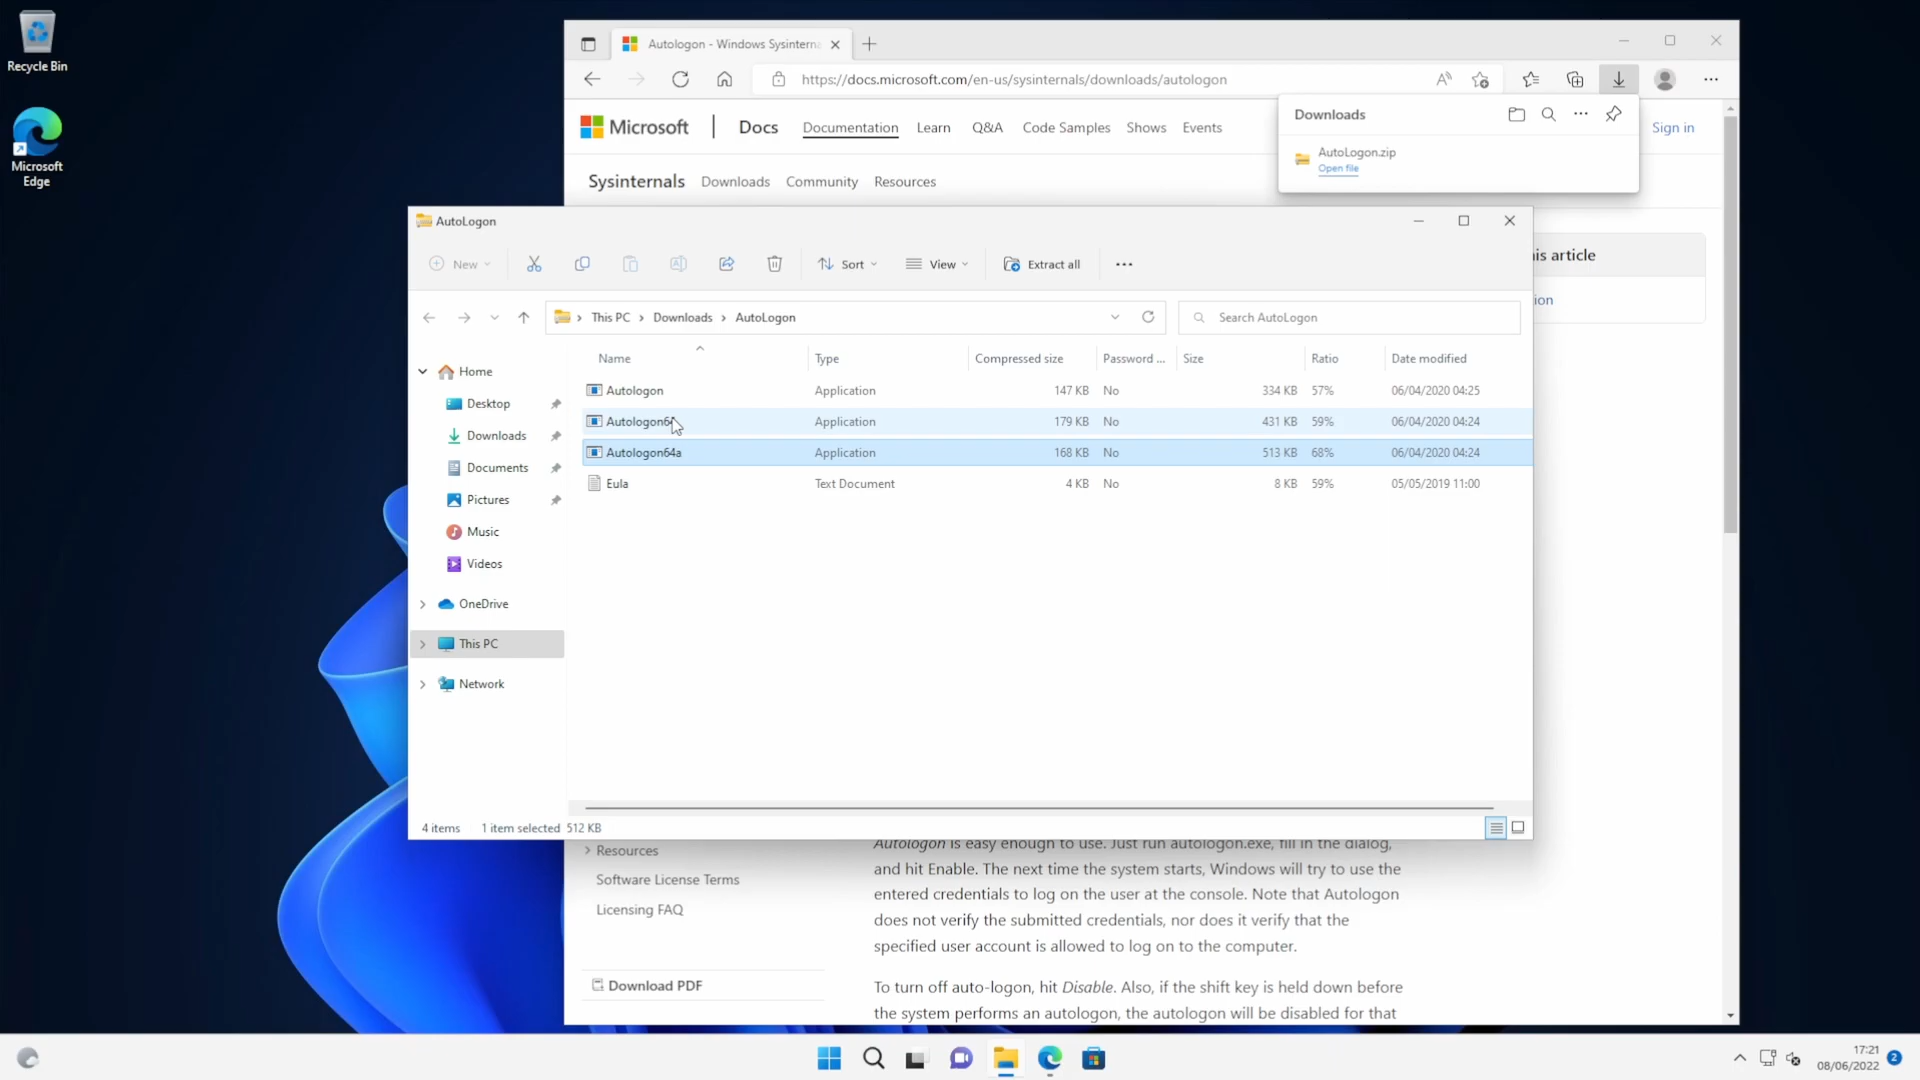 Recycle Bin
Microsoft
Edge
Autologon - Windows Sysintern
https://docs.microsoft.com/en-us/sysinternals/downloads/autologon
Microsoft
Docs
Documentation
Learn
Q&A
Code Samples
Shows
Events
Sign in
Downloads
AutoLogon.zip
Open file
Sysinternals
Downloads
Community
Resources
is article
ion
AutoLogon
New
Sort
View
Extract all
This PC > Downloads > AutoLogon
Search AutoLogon
Name Type Compressed size Password ... Size Ratio Date modified
Autologon Application 147 KB No 334 KB 57% 06/04/2020 04:25
Autologon64 Application 179 KB No 431 KB 59% 06/04/2020 04:24
Autologon64a Application 168 KB No 513 KB 68% 06/04/2020 04:24
Eula Text Document 4 KB No 8 KB 59% 05/05/2019 11:00
Home
Desktop
Downloads
Documents
Pictures
Music
Videos
OneDrive
This PC
Network
4 items 1 item selected 512 KB
Resources
Software License Terms
Licensing FAQ
Download PDF
Autologon is easy enough to use. Just run autologon.exe, fill in the dialog,
and hit Enable. The next time the system starts, Windows will try to use the
entered credentials to log on the user at the console. Note that Autologon
does not verify the submitted credentials, nor does it verify that the
specified user account is allowed to log on to the computer.
To turn off auto-logon, hit Disable. Also, if the shift key is held down before
the system performs an autologon, the autologon will be disabled for that
17:21
08/06/2022
2